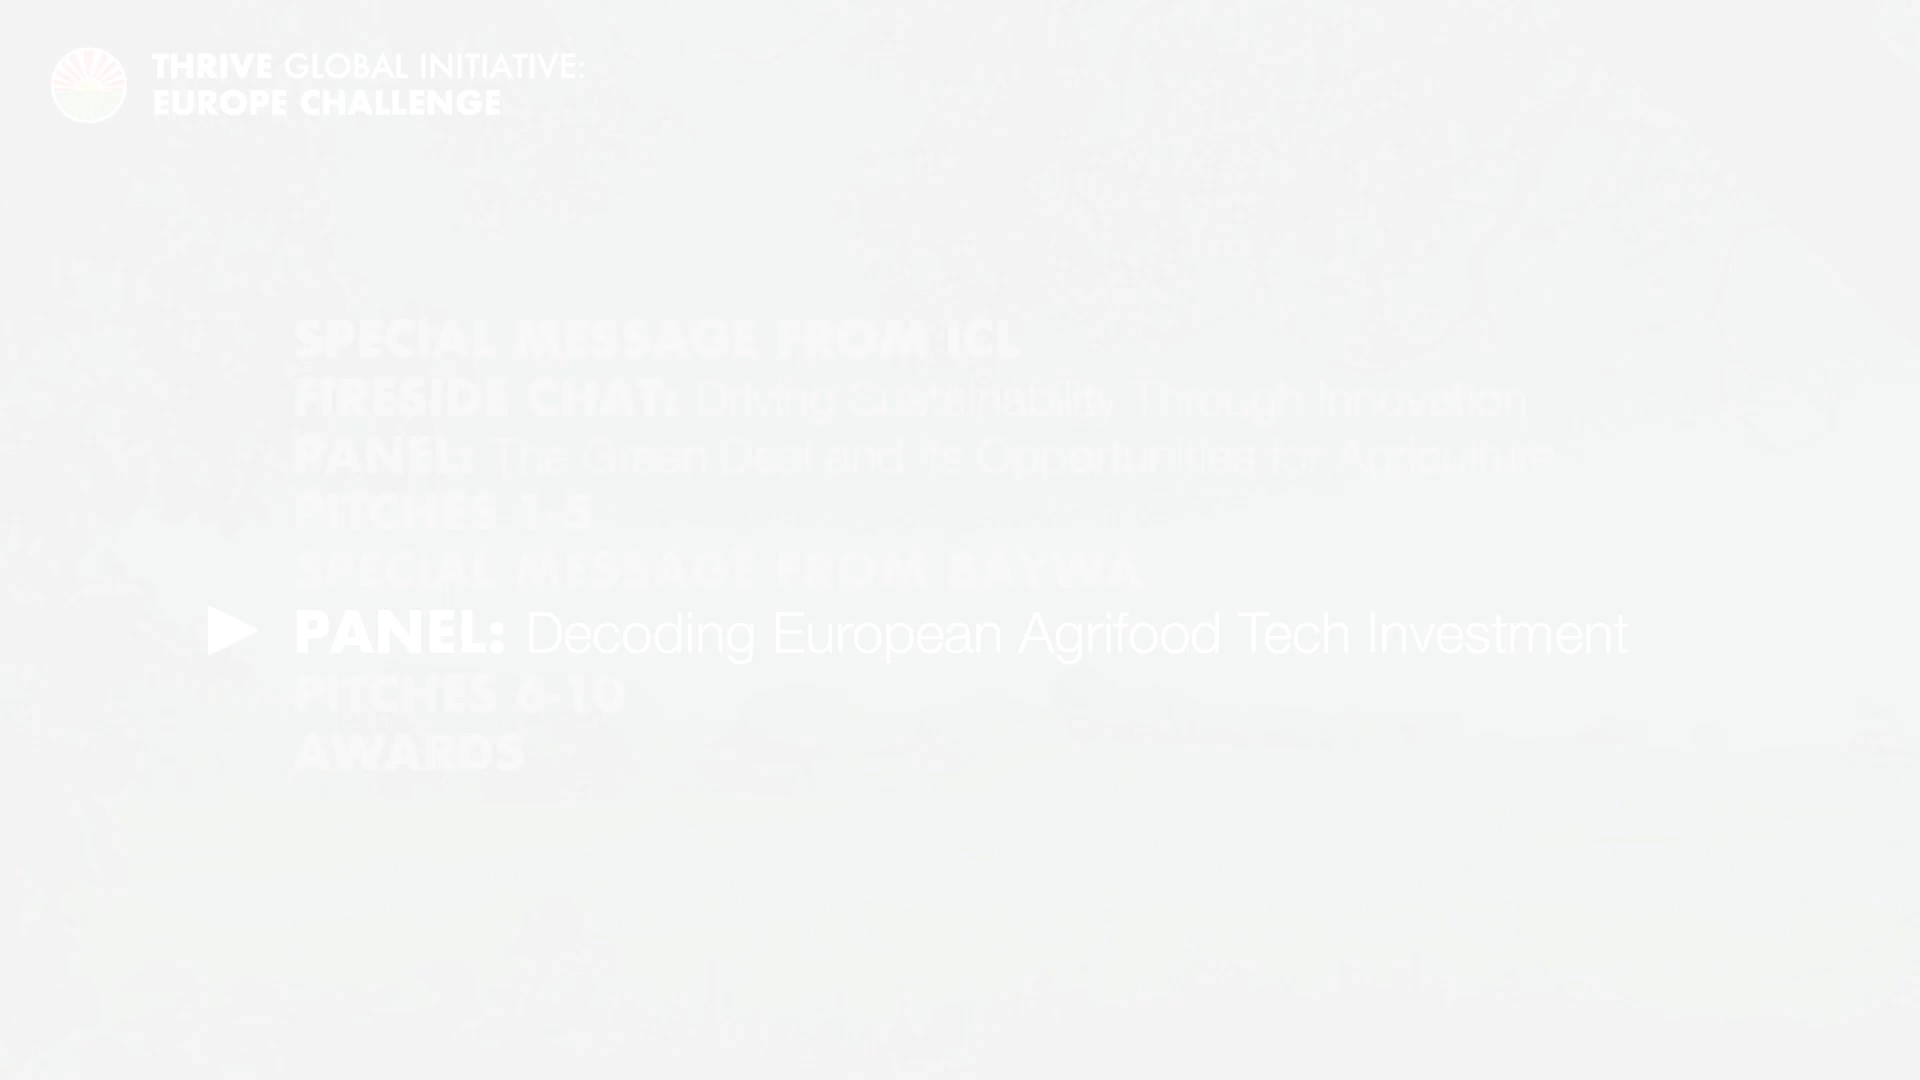 THRIVE GLOBAL INITIATIVE:
EUROPE CHALLENGE
SPECIAL MESSAGE FROM ICL
FIRESIDE CHAT: Driving Sustainability Through Innovation
PANEL: The Green Deal and Its Opportunities for Agriculture
PITCHES 1-5
SPECIAL MESSAGE FROM BAYWA
PANEL: Decoding European Agrifood Tech Investment
PITCHES 6-10
AWARDS